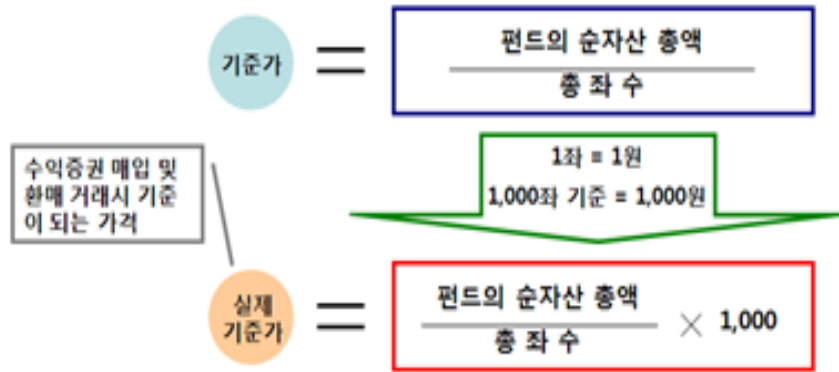 기준가
=
펀드의 순자산 총액
총 좌 수
1좌 = 1원
1,000좌 기준 = 1,000원
수익증권 매입 및
환매 거래시 기준
이 되는 가격
실제
기준가
=
펀드의 순자산 총액
총 좌 수
× 1,000